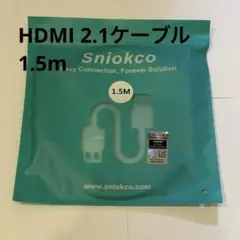 HDMI 2.1ケーブル
1.5m
Sniokco
Connection, Forever Solution
1.5M
www.sniokco.com